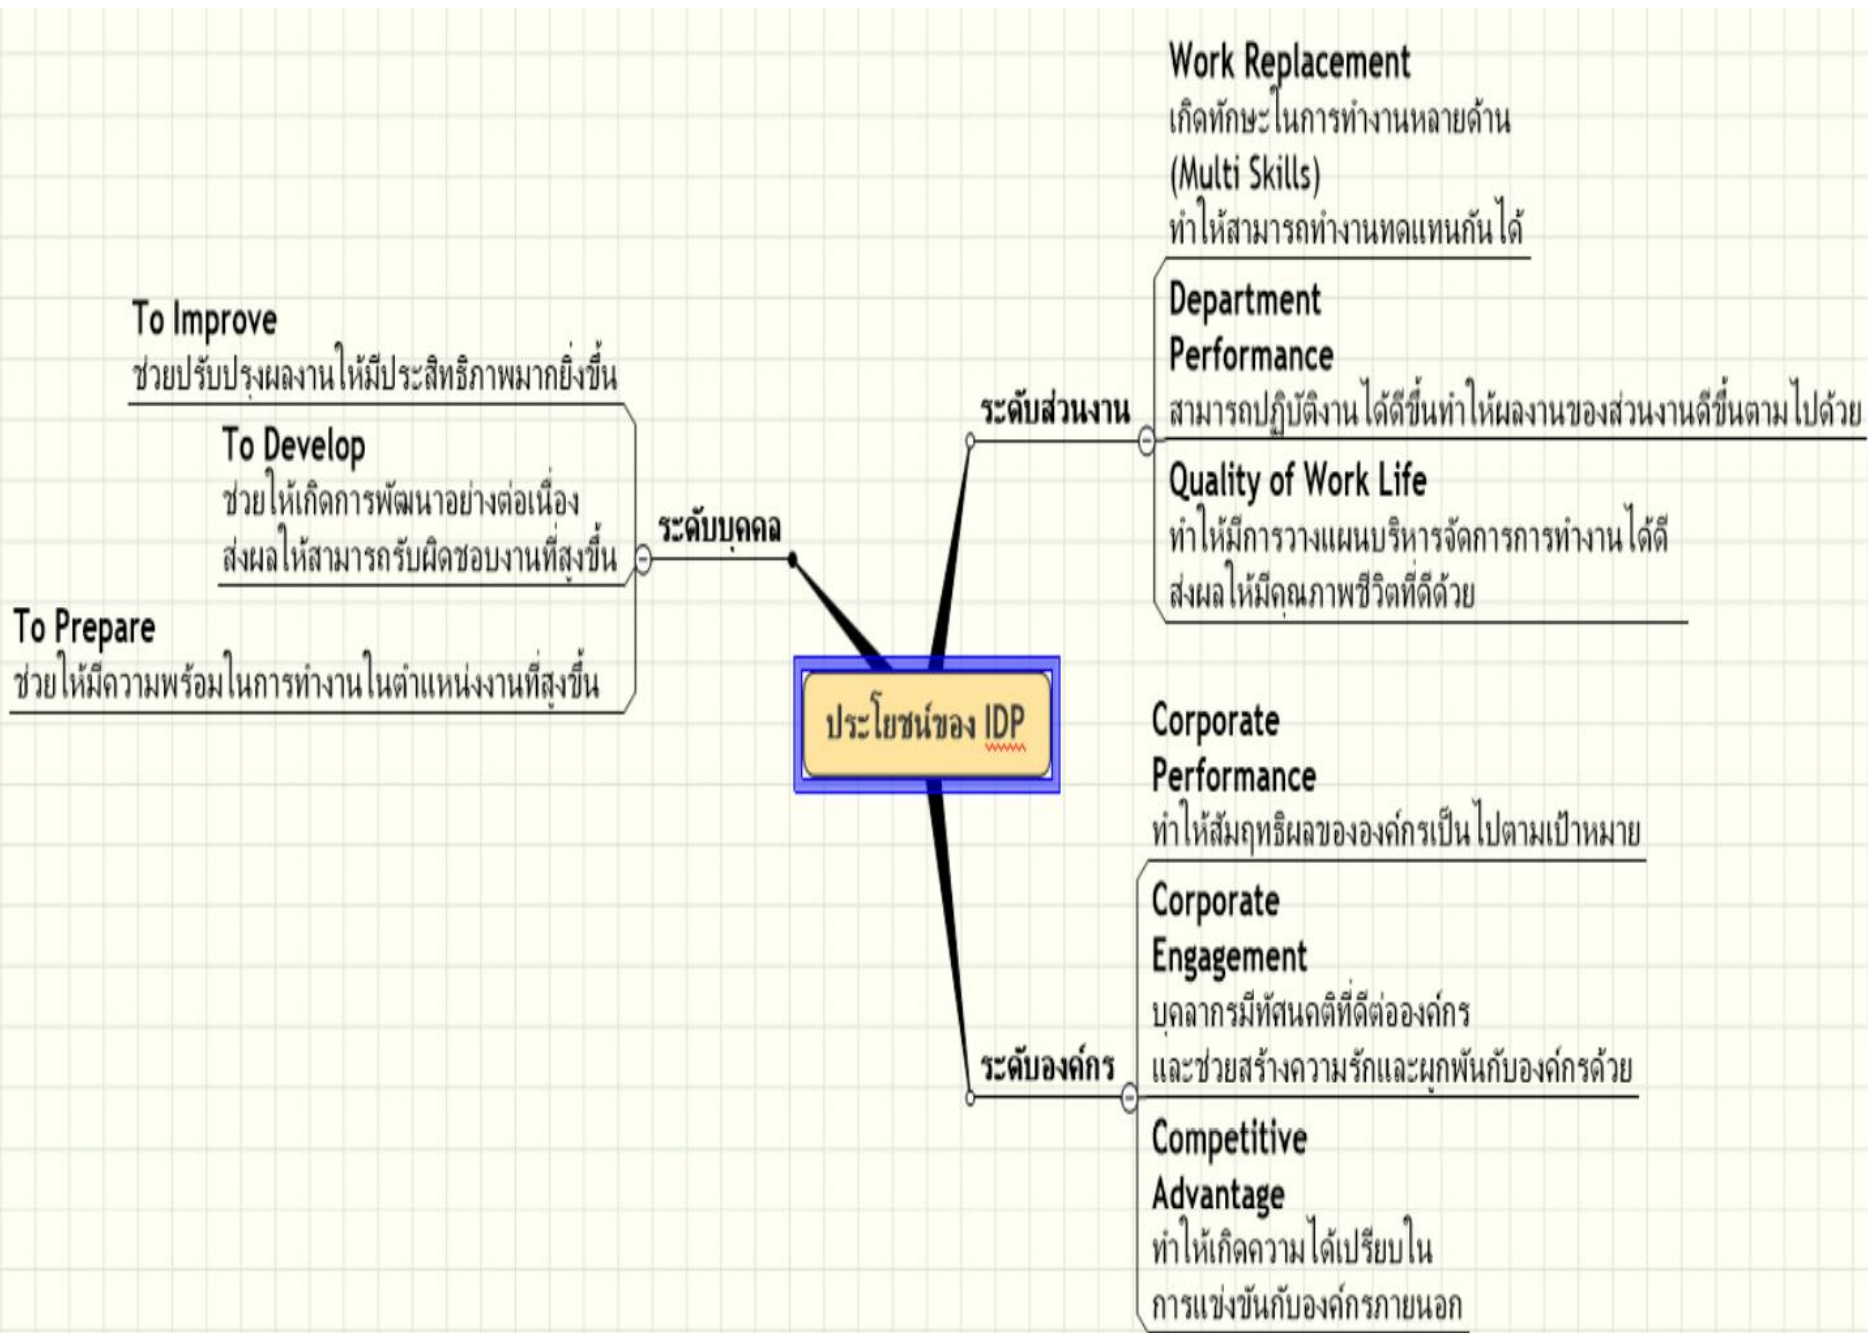 ประโยชน์ของ IDP
ระดับบุคคล
To Improve
ช่วยปรับปรุงผลงานให้มีประสิทธิภาพมากยิ่งขึ้น
To Develop
ช่วยให้เกิดการพัฒนาอย่างต่อเนื่อง
ส่งผลให้สามารถรับผิดชอบงานที่สูงขึ้น
To Prepare
ช่วยให้มีความพร้อมในการทำงานในตำแหน่งงานที่สูงขึ้น
ระดับส่วนงาน
Work Replacement
เกิดทักษะในการทำงานหลายด้าน
(Multi Skills)
ทำให้สามารถทำงานทดแทนกันได้
Department
Performance
สามารถปฏิบัติงานได้ดีขึ้นทำให้ผลงานของส่วนงานดีขึ้นตามไปด้วย
Quality of Work Life
ทำให้มีการวางแผนบริหารจัดการการทำงานได้ดี
ส่งผลให้มีคุณภาพชีวิตที่ดีด้วย
ระดับองค์กร
Corporate
Performance
ทำให้สัมฤทธิผลขององค์กรเป็นไปตามเป้าหมาย
Corporate
Engagement
บุคลากรมีทัศนคติที่ดีต่อองค์กร
และช่วยสร้างความรักและผูกพันกับองค์กรด้วย
Competitive
Advantage
ทำให้เกิดความได้เปรียบใน
การแข่งขันกับองค์กรภายนอก